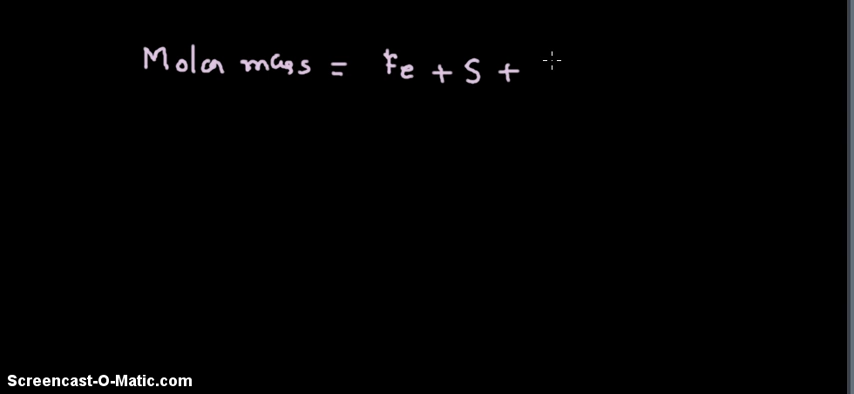 Molar mass = Fe + S +
Screencast-O-Matic.com